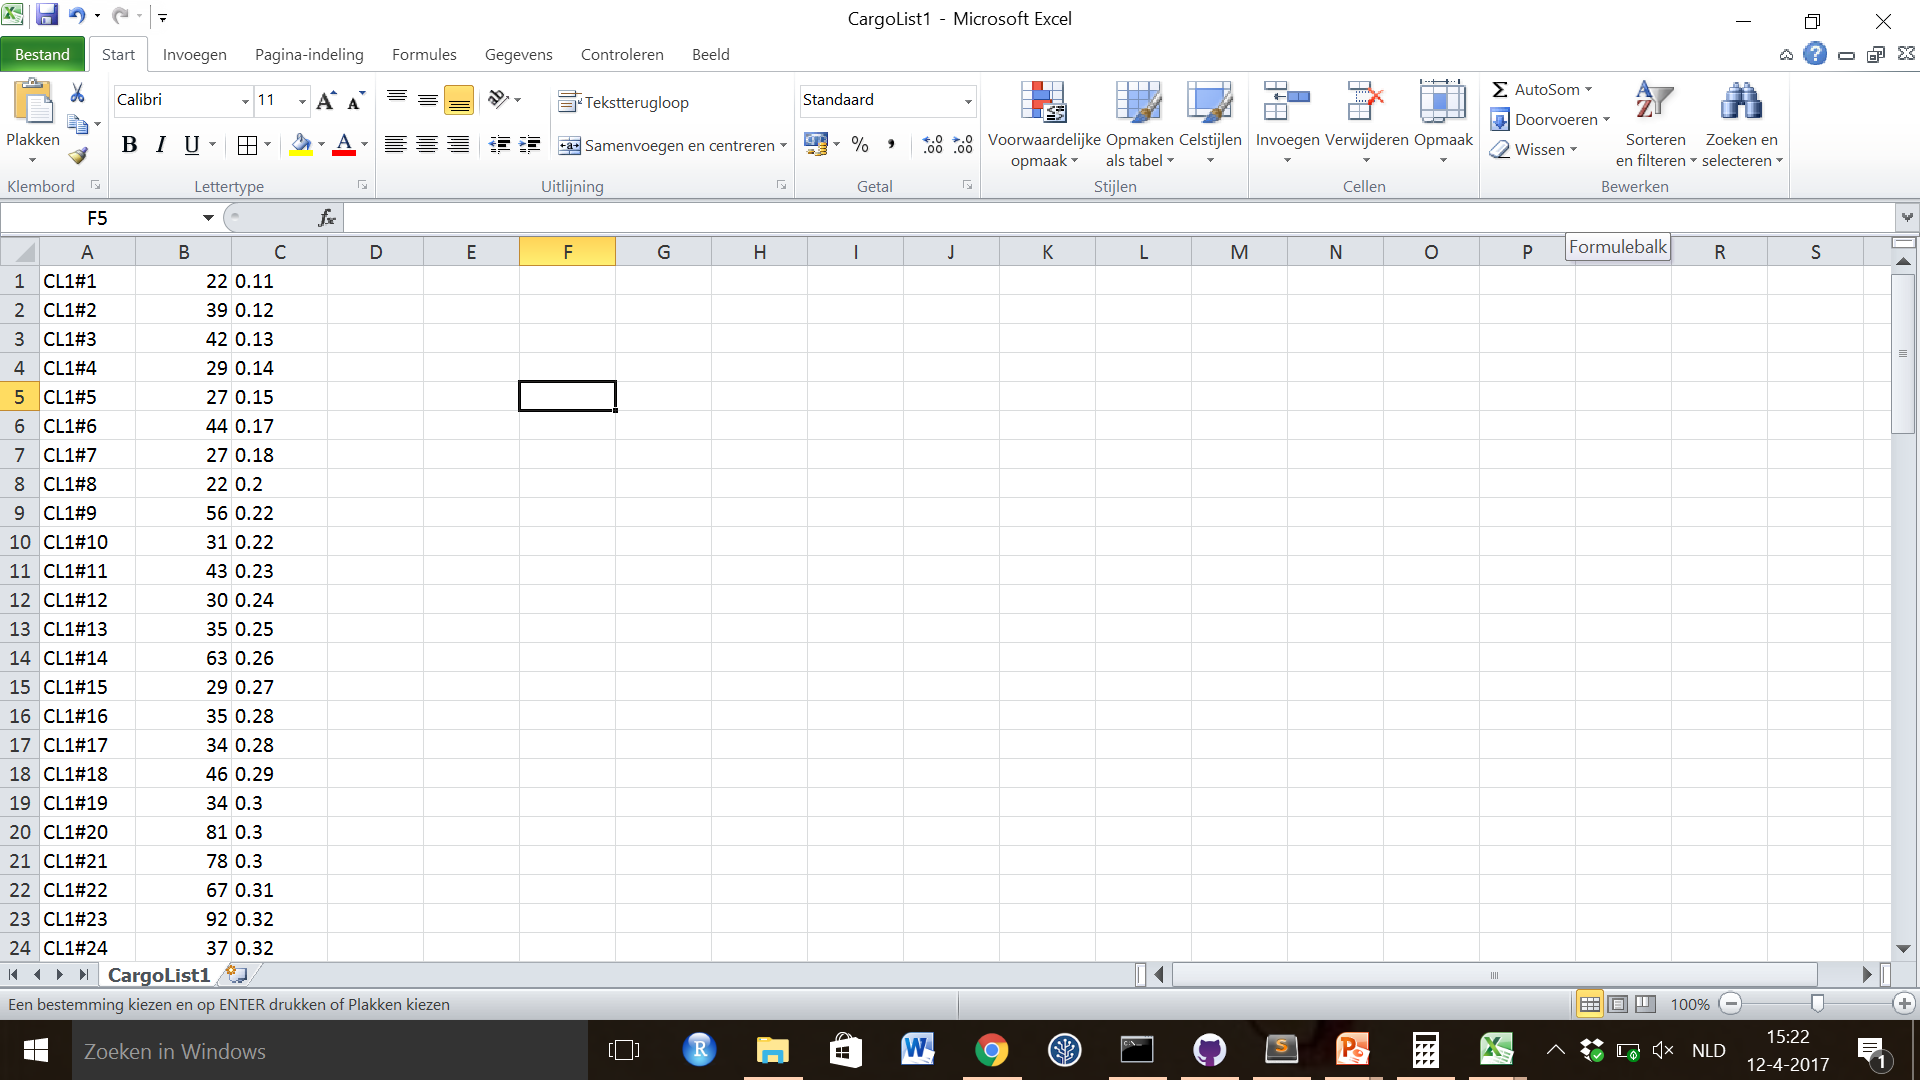 CargoList1 - Microsoft Excel
Bestand Start Invoegen Pagina-indeling Formules Gegevens Controleren Beeld
Plakken
Klembord
Calibri 11
B I U A
Lettertype
Tekstterugloop
Samenvoegen en centreren
Uitlijning
Standaard
%
Getal
Voorwaardelijke opmaak
Opmaken als tabel
Celstijlen
Stijlen
Invoegen Verwijderen Opmaak
Cellen
Σ AutoSom
Doorvoeren
Wissen
Sorteren en filteren
Zoeken en selecteren
Bewerken
F5 fx
Formulebalk
A B C D E F G H I J K L M N O P R S
1 CL1#1 22 0.11
2 CL1#2 39 0.12
3 CL1#3 42 0.13
4 CL1#4 29 0.14
5 CL1#5 27 0.15
6 CL1#6 44 0.17
7 CL1#7 27 0.18
8 CL1#8 22 0.2
9 CL1#9 56 0.22
10 CL1#10 31 0.22
11 CL1#11 43 0.23
12 CL1#12 30 0.24
13 CL1#13 35 0.25
14 CL1#14 63 0.26
15 CL1#15 29 0.27
16 CL1#16 35 0.28
17 CL1#17 34 0.28
18 CL1#18 46 0.29
19 CL1#19 34 0.3
20 CL1#20 81 0.3
21 CL1#21 78 0.3
22 CL1#22 67 0.31
23 CL1#23 92 0.32
24 CL1#24 37 0.32
CargoList1
Een bestemming kiezen en op ENTER drukken of Plakken kiezen
100%
Zoeken in Windows
NLD
15:22
12-4-2017
1